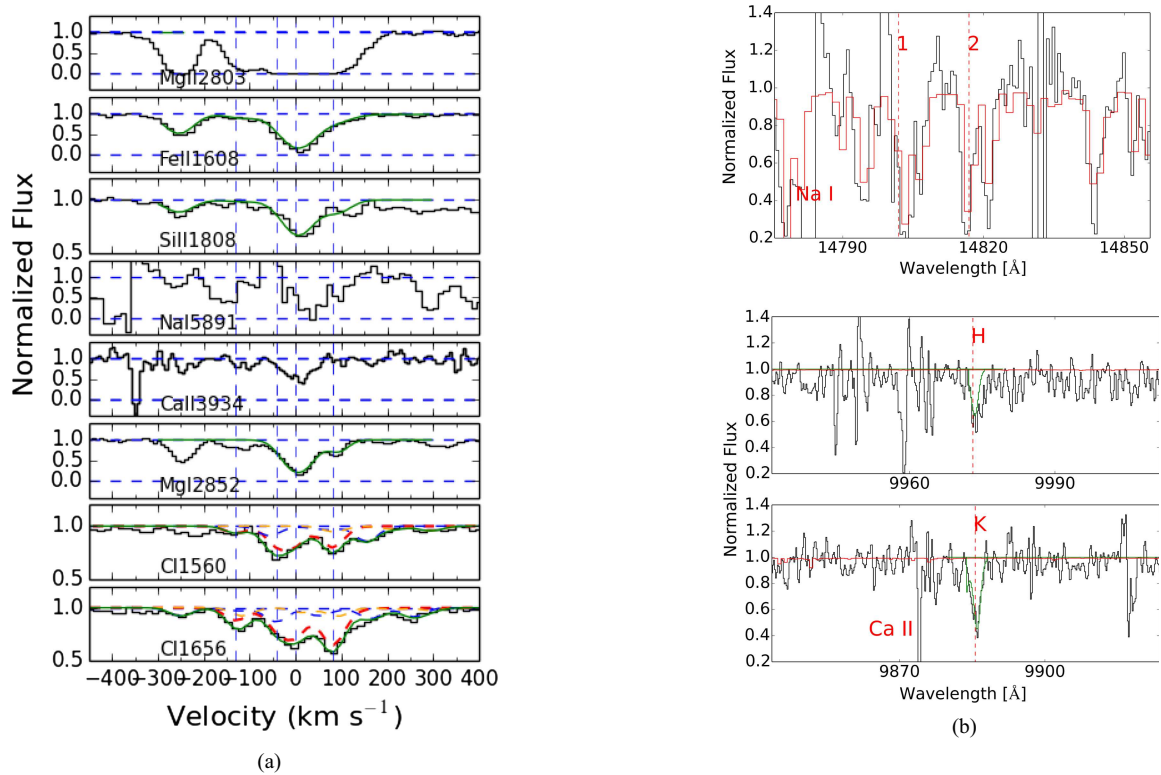 Normalized Flux
1.0
0.5
0.0
MgII2803
1.0
0.5
0.0
FeII1608
1.0
0.5
SiII1808
1.0
0.5
0.0
NaI5891
1.0
0.5
0.0
CaII3934
1.0
0.5
0.0
MgI2852
1.0
0.5
CI1560
1.0
0.5
CI1656
−400 −300 −200 −100 0 100 200 300 400
Velocity (km s⁻¹)
(a)
Normalized Flux
1.4
1.2
1.0
0.8
0.6
0.4
0.2
1 2
Na I
14790 14820 14850
Wavelength [Å]
Normalized Flux
1.4
1.2
1.0
0.8
0.6
0.4
0.2
H
9960 9990
1.4
1.2
1.0
0.8
0.6
0.4
0.2
K
Ca II
9870 9900
Wavelength [Å]
(b)